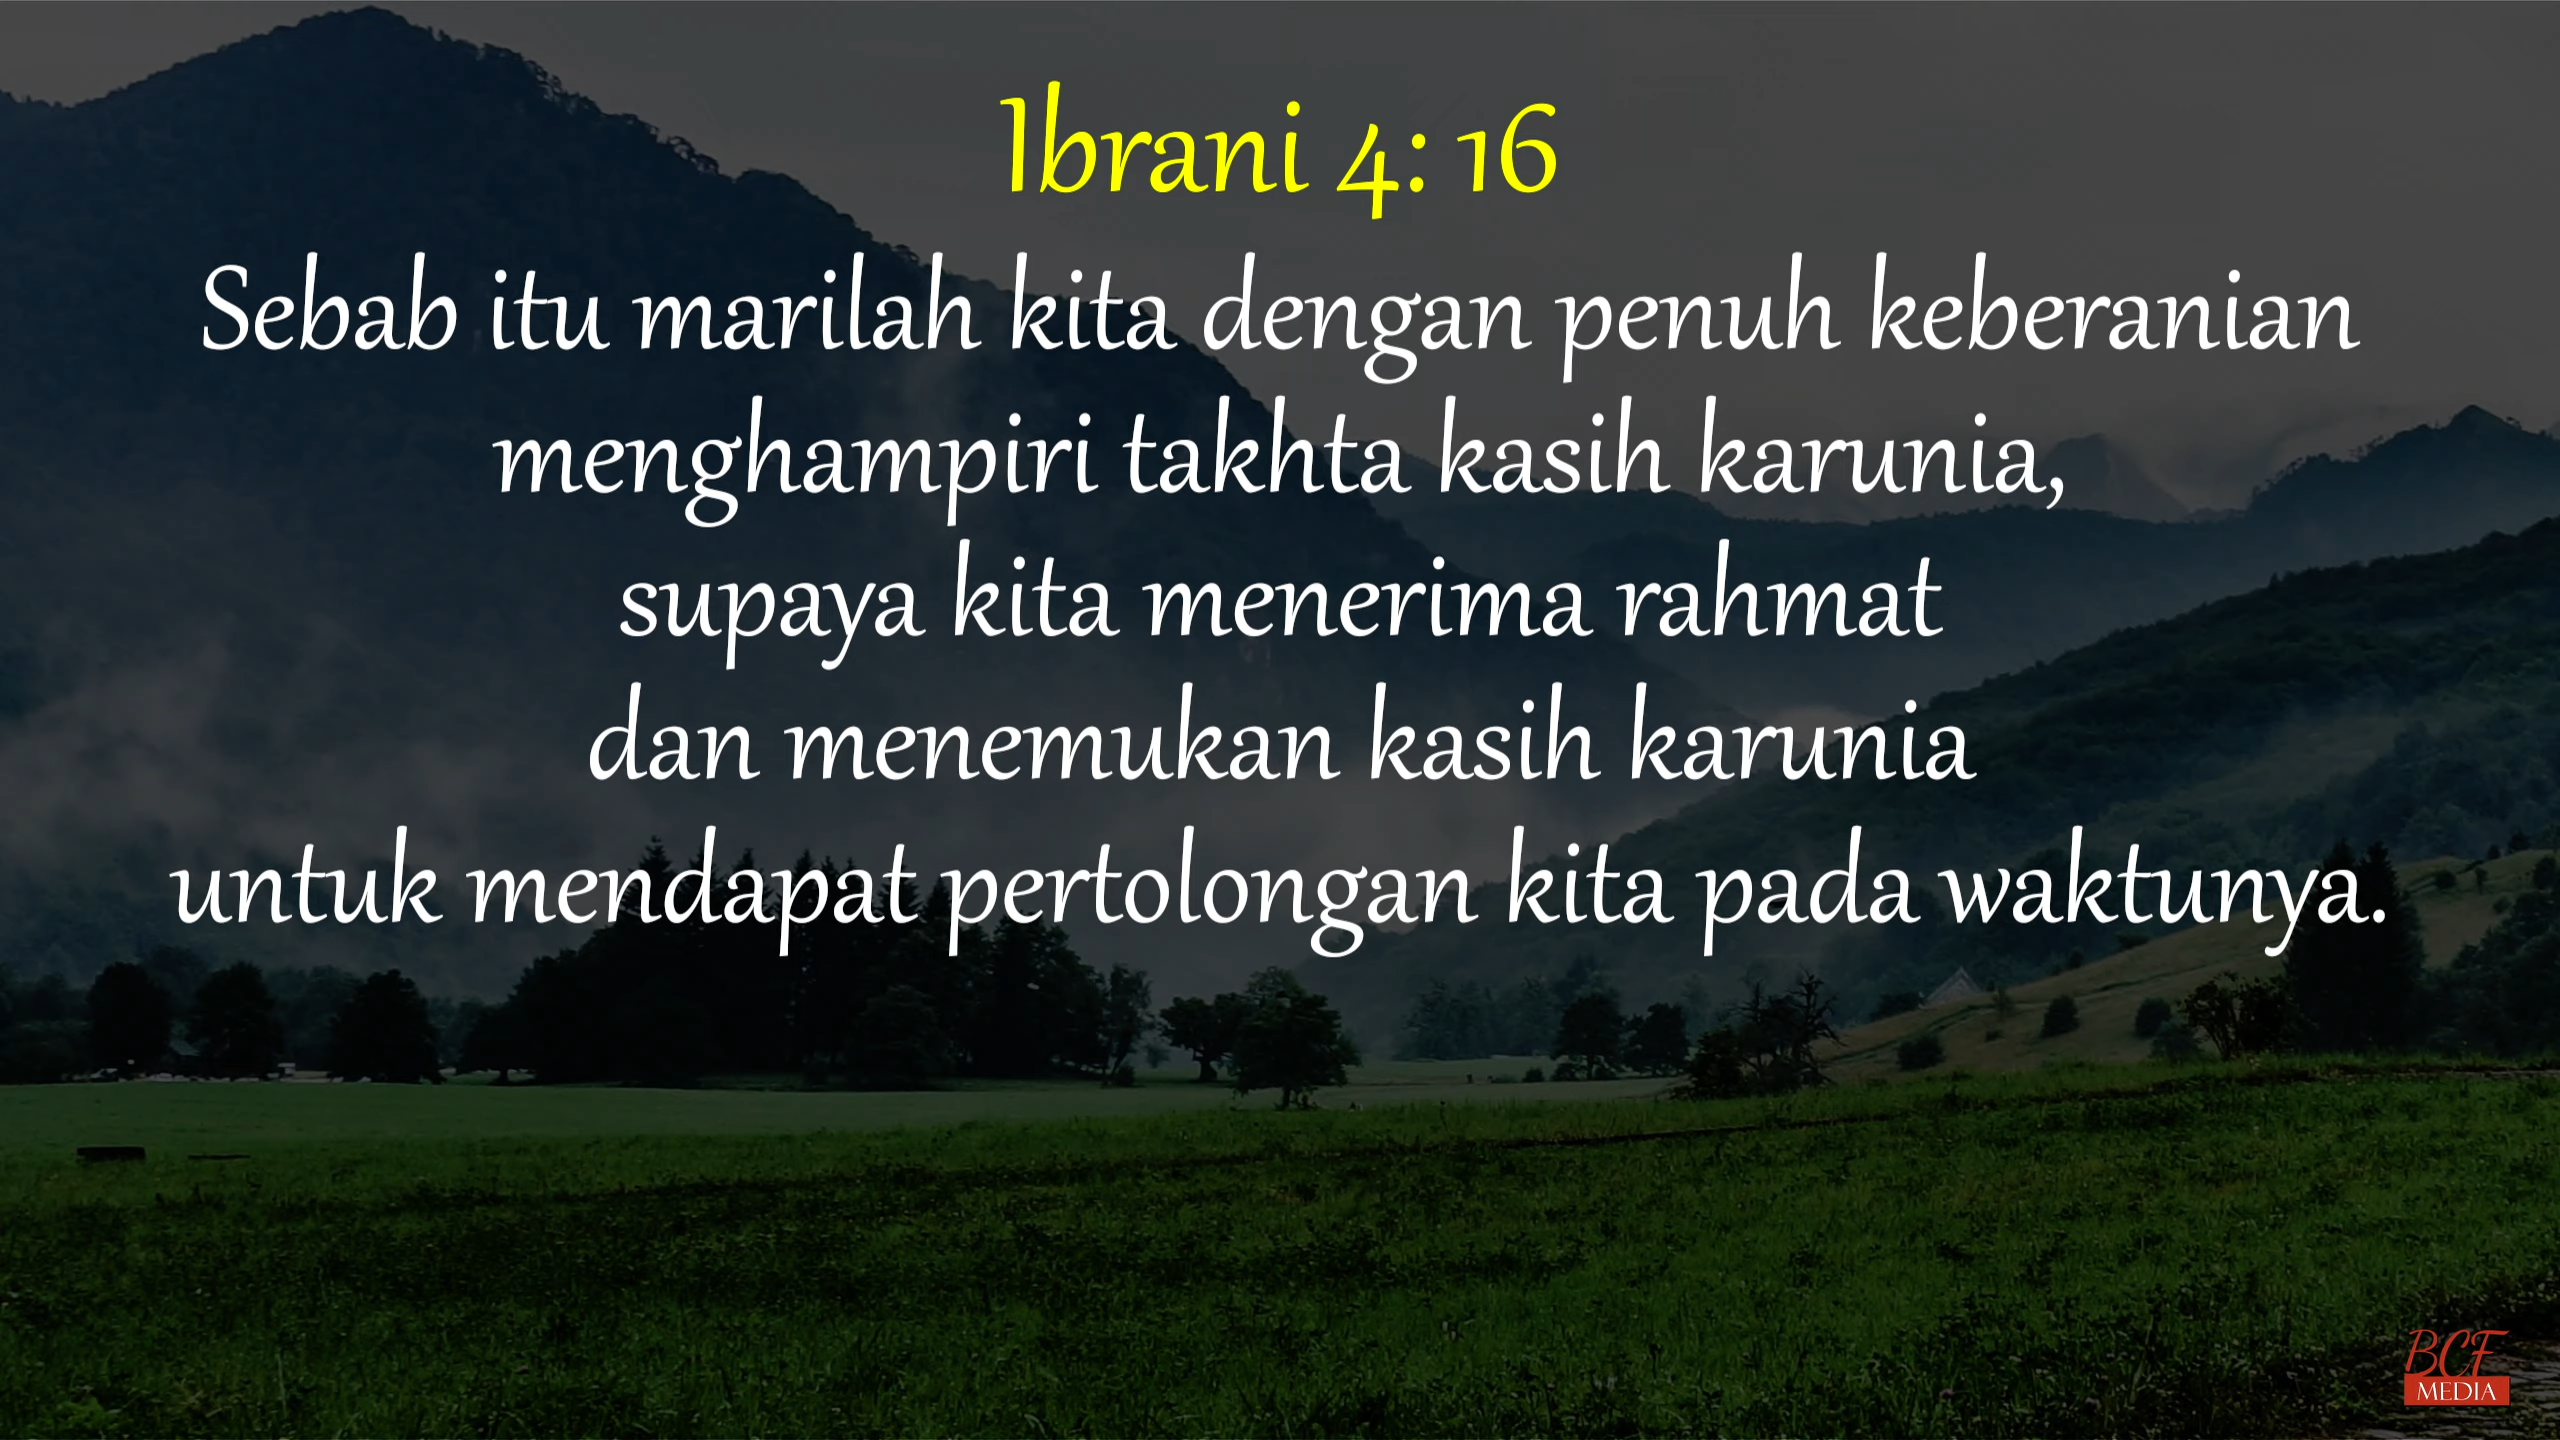 Ibrani 4: 16
Sebab itu marilah kita dengan penuh keberanian
menghampiri takhta kasih karunia,
supaya kita menerima rahmat
dan menemukan kasih karunia
untuk mendapat pertolongan kita pada waktunya.
BCF
MEDIA